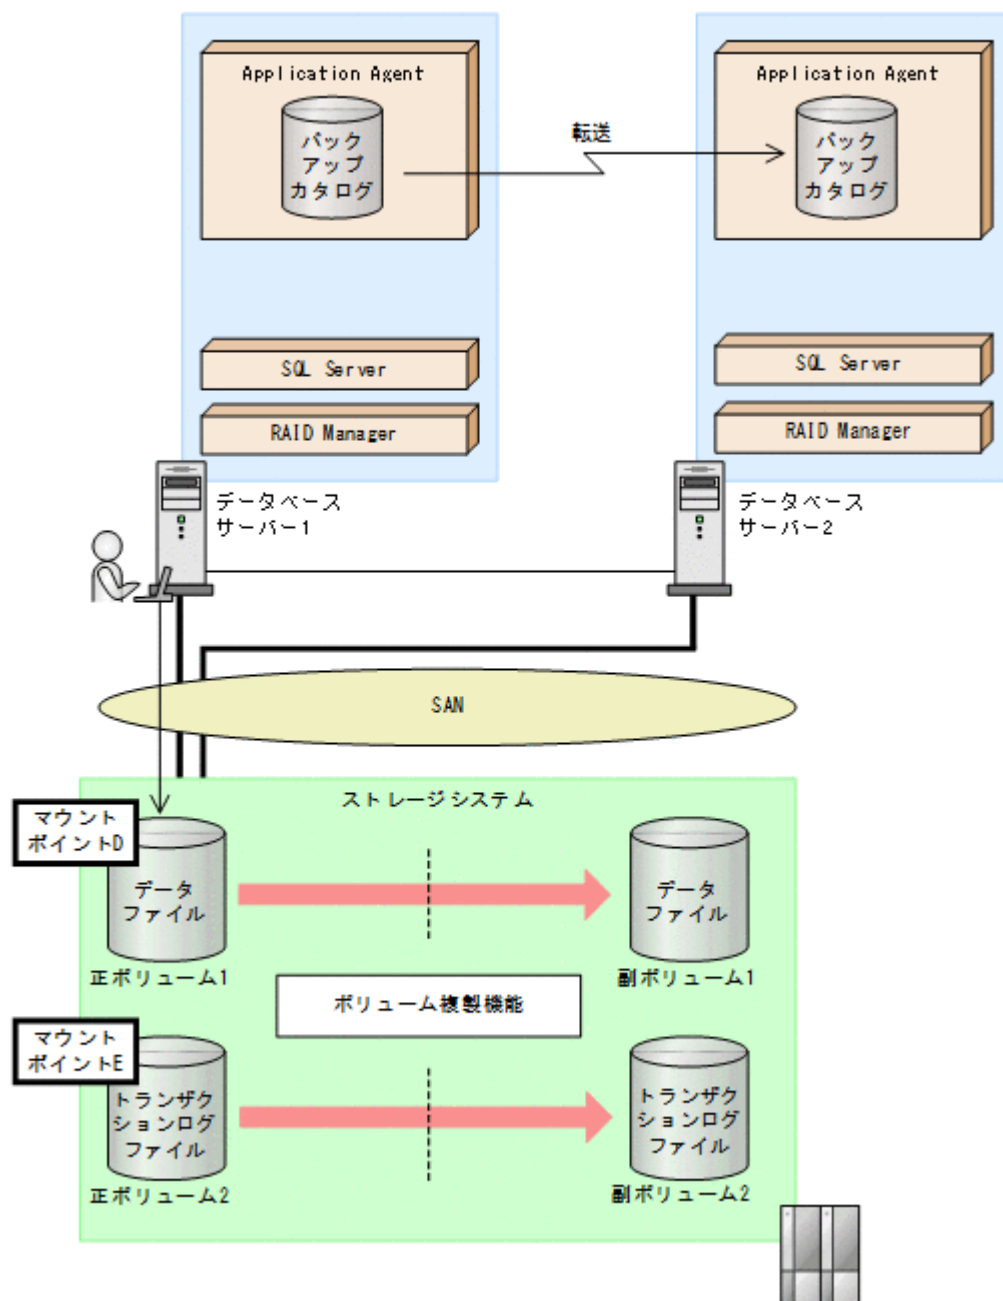 Application Agent
バック
アップ
カタログ
転送
Application Agent
バック
アップ
カタログ
SQL Server
RAID Manager
SQL Server
RAID Manager
データベース
サーバー1
データベース
サーバー2
SAN
ストレージシステム
マウント
ポイントD
データ
ファイル
正ボリューム1
データ
ファイル
副ボリューム1
ボリューム複製機能
マウント
ポイントE
トランザク
ションログ
ファイル
正ボリューム2
トランザク
ションログ
ファイル
副ボリューム2